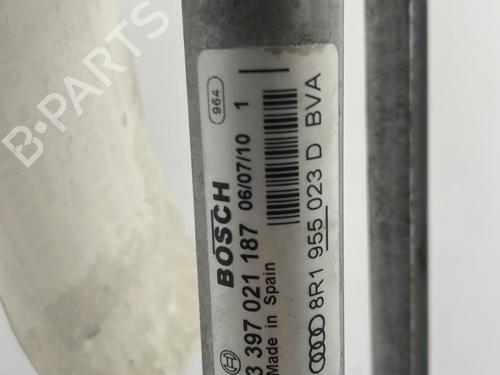 BOSCH
3 397 021 187 06/07/10 1
Made in Spain
964
8R1 955 023 D BVA
B-PARTS